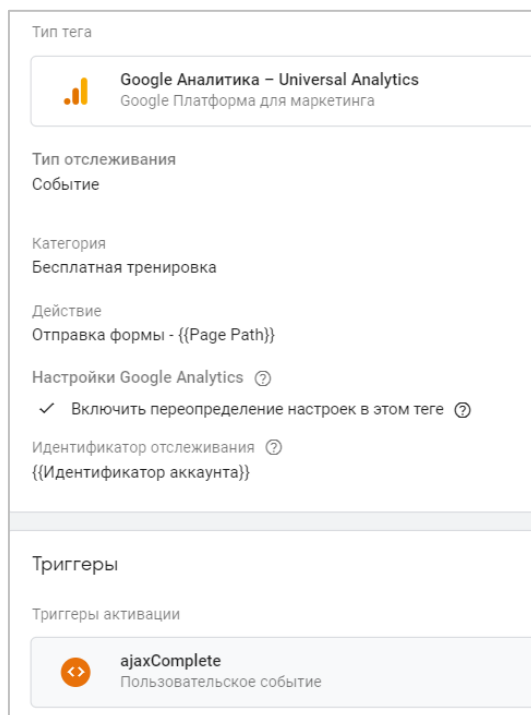 Тип тега
Google Аналитика – Universal Analytics
Google Платформа для маркетинга
Тип отслеживания
Событие
Категория
Бесплатная тренировка
Действие
Отправка формы - {{Page Path}}
Настройки Google Analytics
Включить переопределение настроек в этом теге
Идентификатор отслеживания
{{Идентификатор аккаунта}}
Триггеры
Триггеры активации
ajaxComplete
Пользовательское событие